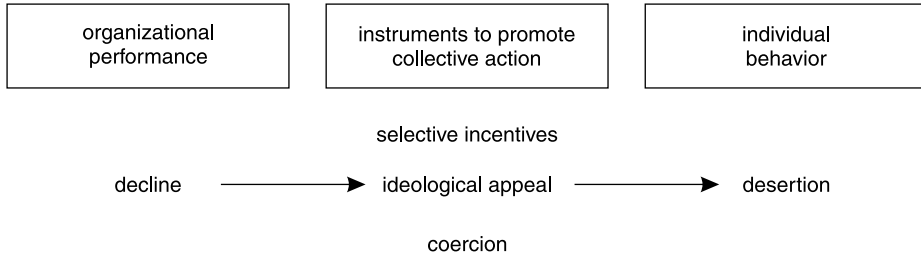 organizational
performance
instruments to promote
collective action
individual
behavior
selective incentives
decline
ideological appeal
desertion
coercion